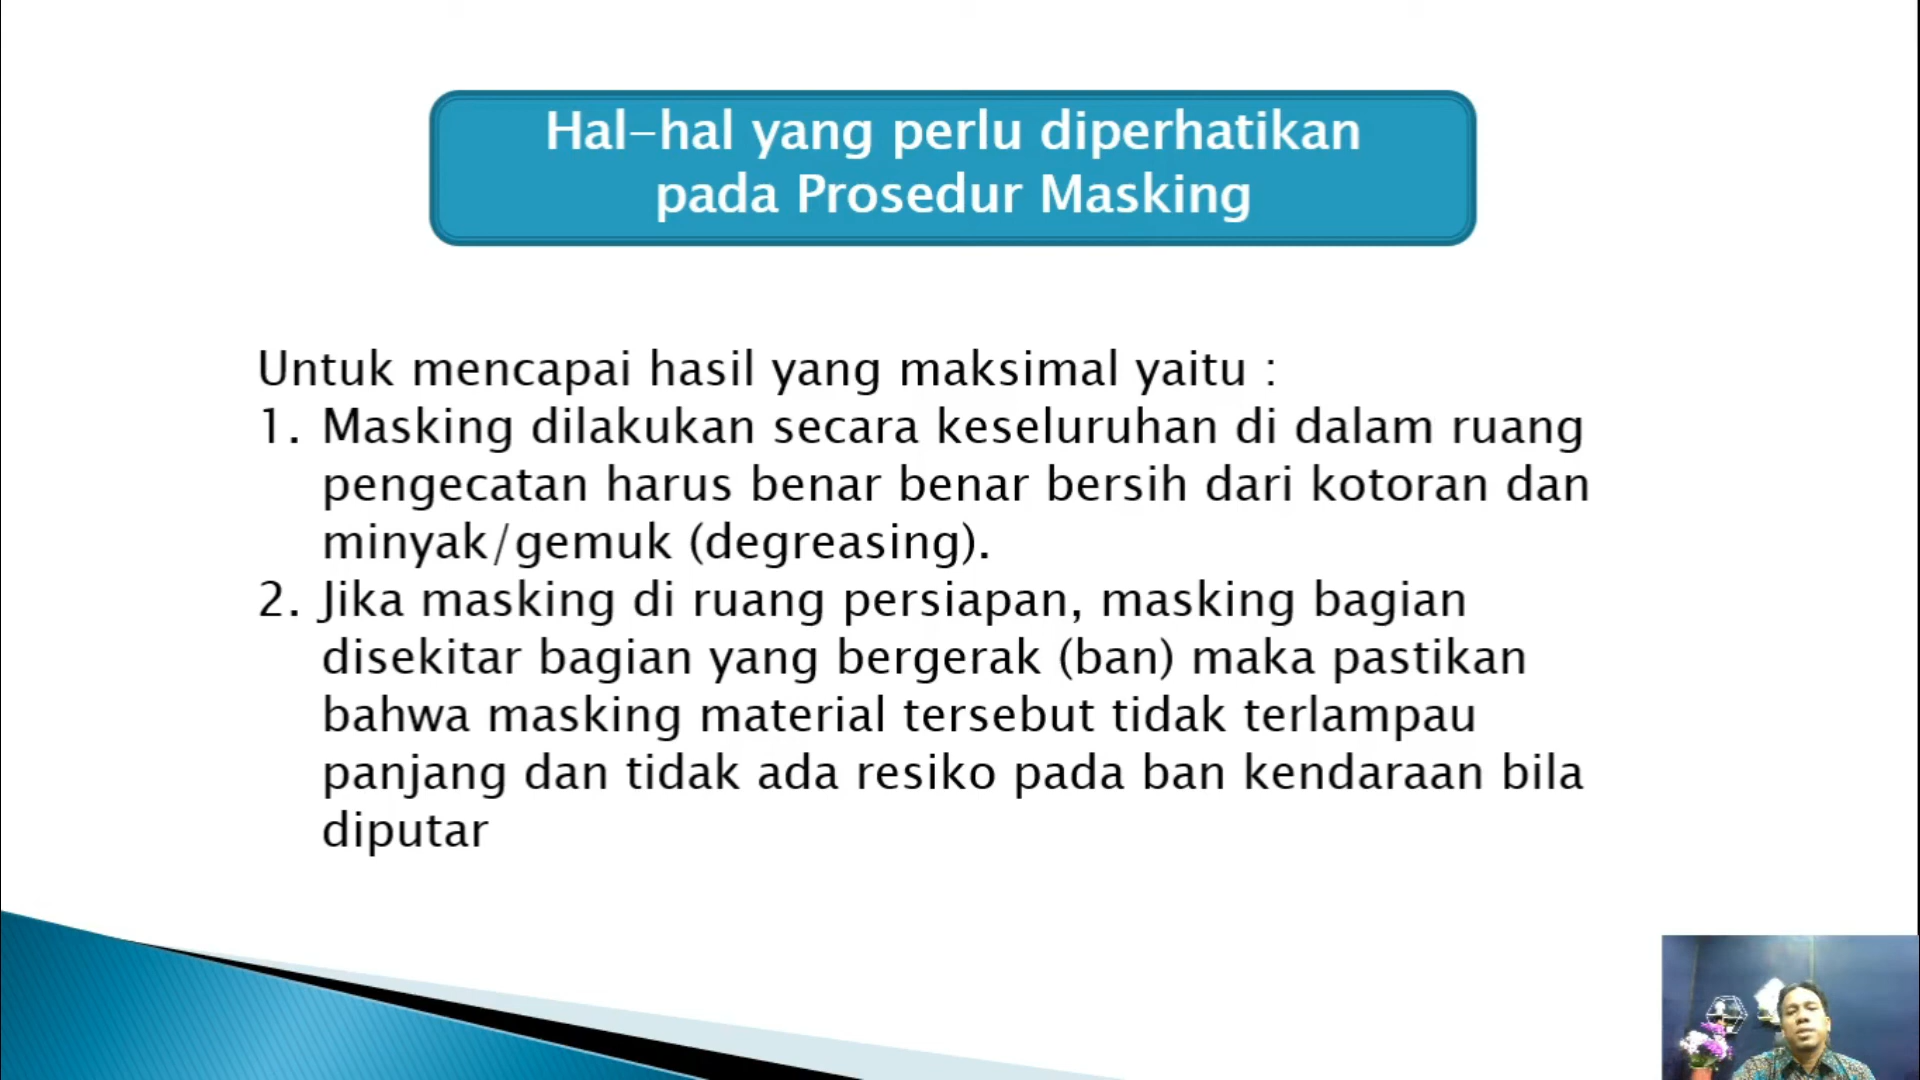 Hal-hal yang perlu diperhatikan
pada Prosedur Masking
Untuk mencapai hasil yang maksimal yaitu :
1. Masking dilakukan secara keseluruhan di dalam ruang
pengecatan harus benar benar bersih dari kotoran dan
minyak/gemuk (degreasing).
2. Jika masking di ruang persiapan, masking bagian
disekitar bagian yang bergerak (ban) maka pastikan
bahwa masking material tersebut tidak terlampau
panjang dan tidak ada resiko pada ban kendaraan bila
diputar